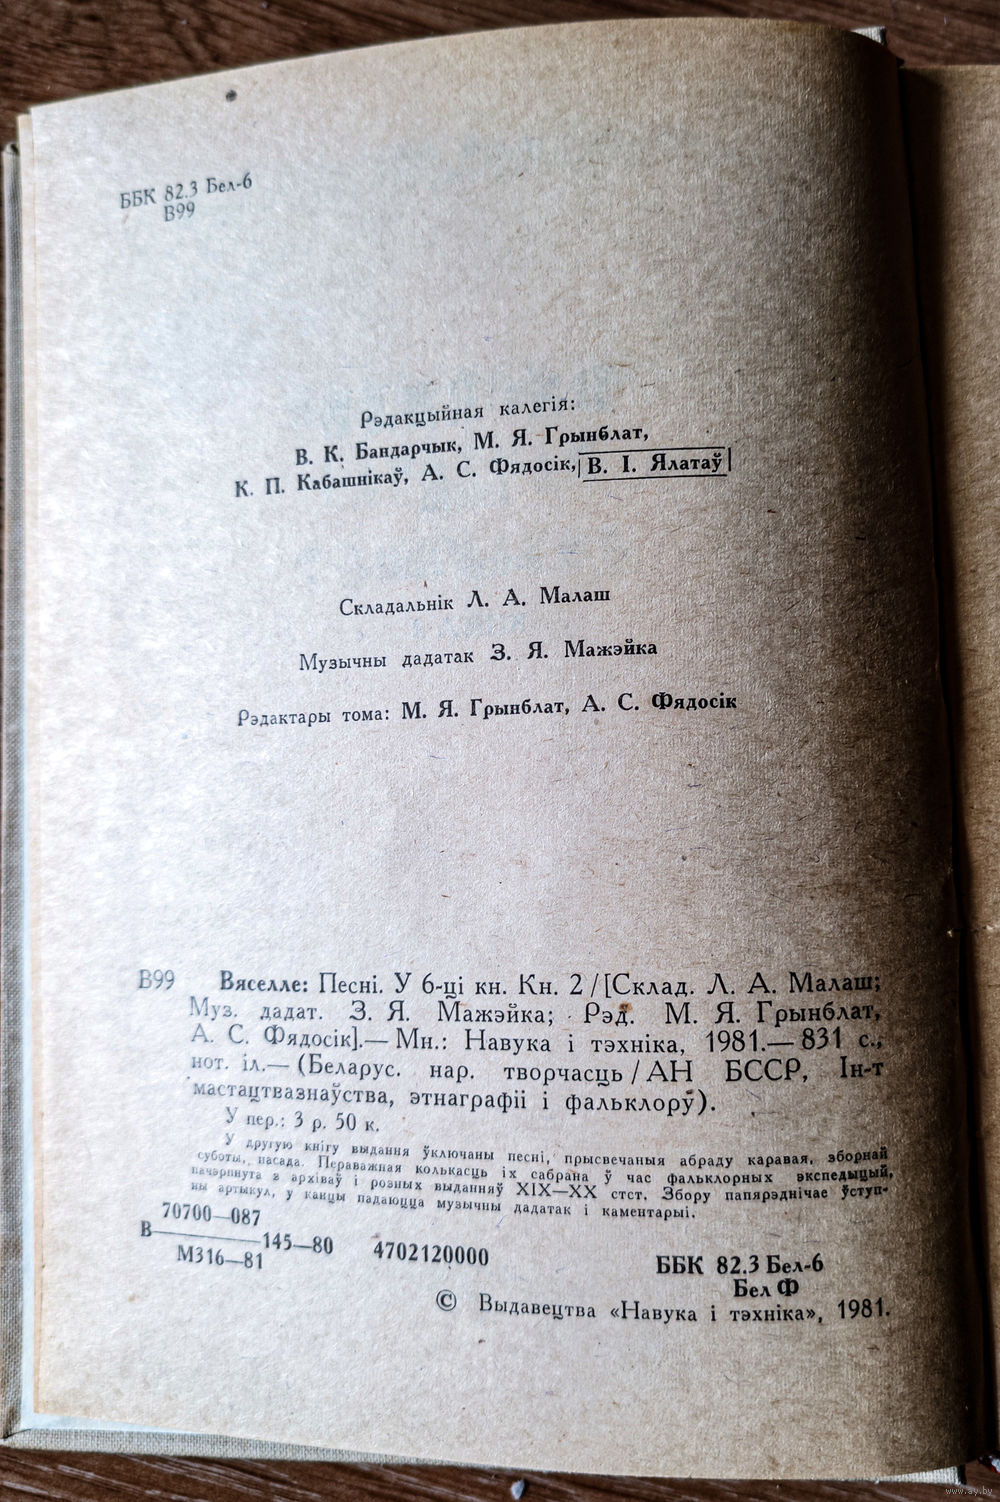 ББК 82.3 Бел-6
В99
Рэдакцыйная калегія:
В. К. Бандарчык, М. Я. Грынблат,
К. П. Кабашнікаў, А. С. Фядосік, В. І. Ялатаў
Складальнік Л. А. Малаш
Музычны дадатак З. Я. Мажэйка
Рэдактары тома: М. Я. Грынблат, А. С. Фядосік
В99 Вяселле: Песні. У 6-ці кн. Кн. 2 / [Склад. Л. А. Малаш;
Муз. дадат. З. Я. Мажэйка; Рэд. М. Я. Грынблат,
А. С. Фядосік].— Мн.: Навука і тэхніка, 1981.— 831 с.,
нот. іл.— (Беларус. нар. творчасць / АН БССР, Ін-т
мастацтвазнаўства, этнаграфіі і фальклору).
У пер.: 3 р. 50 к.
У другую кнігу выдання ўключаны песні, прысвечаныя абраду каравая, зборнай
суботы, пасада. Пераважная колькасць іх сабрана ў час фальклорных экспедыцый,
пачэрпнута з архіваў і розных выданняў XIX—XX стст. Збору папярэднічае ўступ-
ны артыкул, у канцы падаюцца музычны дадатак і каментарыі.
70700—087
В———145—80 4702120000
М316—81
ББК 82.3 Бел-6
Бел Ф
© Выдавецтва «Навука і тэхніка», 1981.
www.ay.by